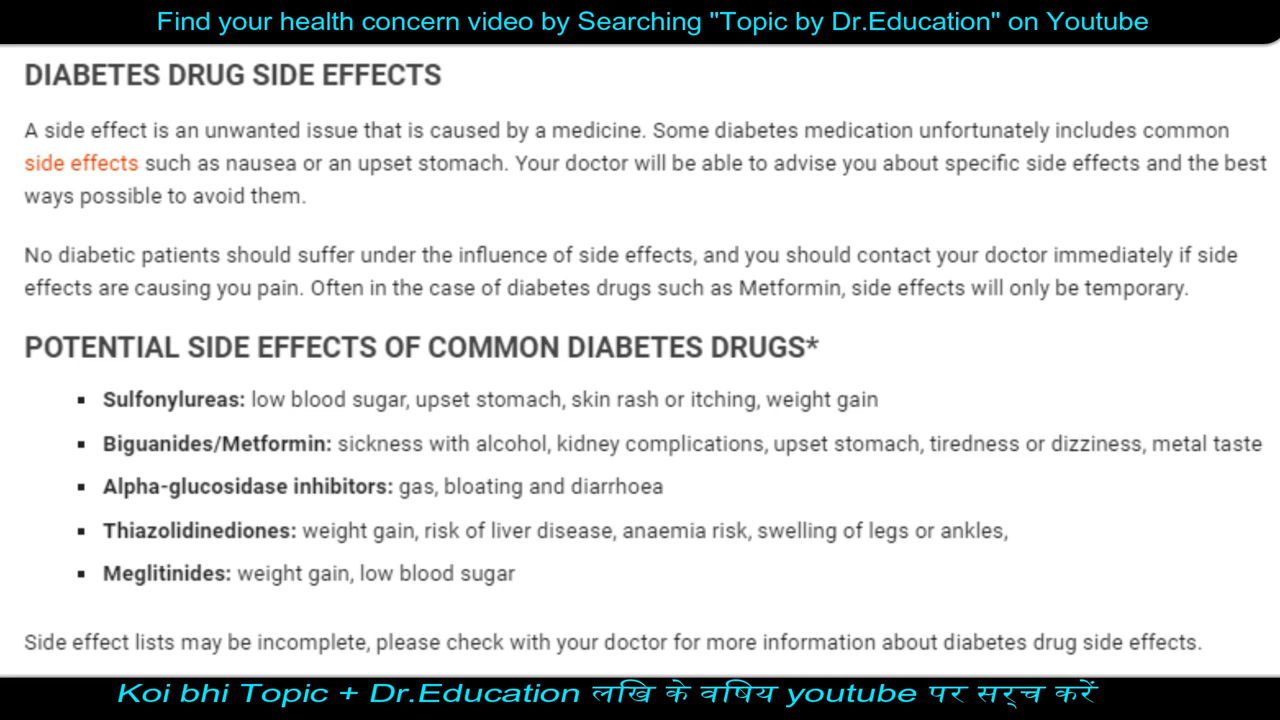 Find your health concern video by Searching "Topic by Dr.Education" on Youtube
DIABETES DRUG SIDE EFFECTS
A side effect is an unwanted issue that is caused by a medicine. Some diabetes medication unfortunately includes common
side effects such as nausea or an upset stomach. Your doctor will be able to advise you about specific side effects and the best
ways possible to avoid them.
No diabetic patients should suffer under the influence of side effects, and you should contact your doctor immediately if side
effects are causing you pain. Often in the case of diabetes drugs such as Metformin, side effects will only be temporary.
POTENTIAL SIDE EFFECTS OF COMMON DIABETES DRUGS*
▪ Sulfonylureas: low blood sugar, upset stomach, skin rash or itching, weight gain
▪ Biguanides/Metformin: sickness with alcohol, kidney complications, upset stomach, tiredness or dizziness, metal taste
▪ Alpha-glucosidase inhibitors: gas, bloating and diarrhoea
▪ Thiazolidinediones: weight gain, risk of liver disease, anaemia risk, swelling of legs or ankles,
▪ Meglitinides: weight gain, low blood sugar
Side effect lists may be incomplete, please check with your doctor for more information about diabetes drug side effects.
Koi bhi Topic + Dr.Education लखि के वषिय youtube पर सर्च करें